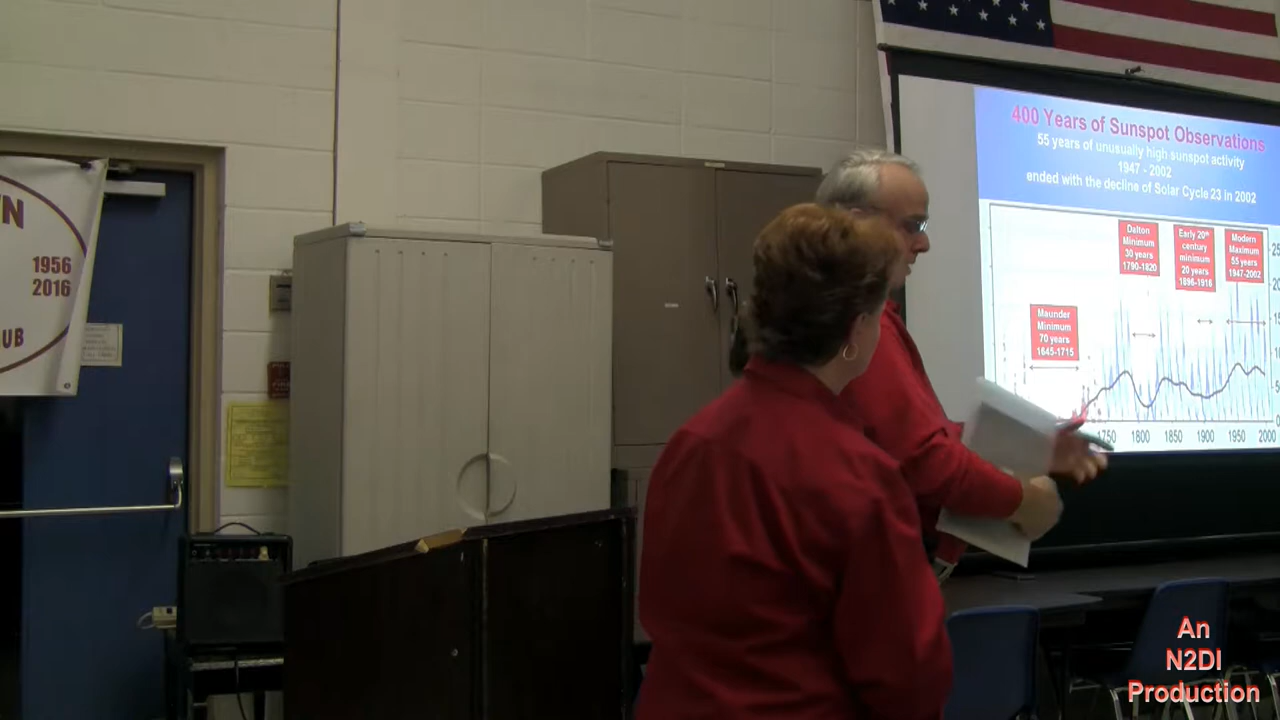 N
1956
2016
UB
400 Years of Sunspot Observations
55 years of unusually high sunspot activity
1947 - 2002
ended with the decline of Solar Cycle 23 in 2002
Dalton
Minimum
30 years
1790-1820
Early 20th
century
minimum
20 years
1896-1916
Modern
Maximum
55 years
1947-2002
Maunder
Minimum
70 years
1645-1715
1750 1800 1850 1900 1950 2000
An
N2DI
Production